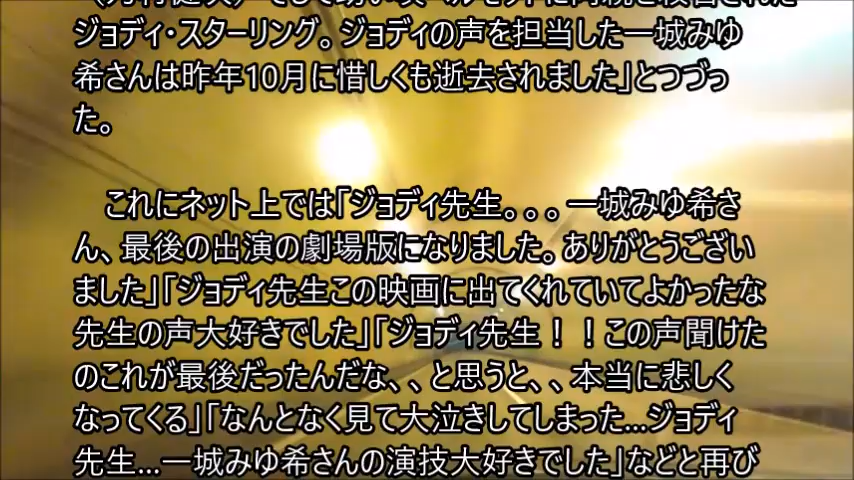 ジョディ・スターリング。ジョディの声を担当した一城みゆ
希さんは昨年10月に惜しくも逝去されました」とつづっ
た。
これにネット上では「ジョディ先生。。。一城みゆ希さ
ん、最後の出演の劇場版になりました。ありがとうござい
ました」「ジョディ先生この映画に出てくれていてよかったな
先生の声大好きでした」「ジョディ先生！！この声聞けた
のこれが最後だったんだな、、と思うと、、本当に悲しく
なってくる」「なんとなく見て大泣きしてしまった…ジョディ
先生…一城みゆ希さんの演技大好きでした」などと再び